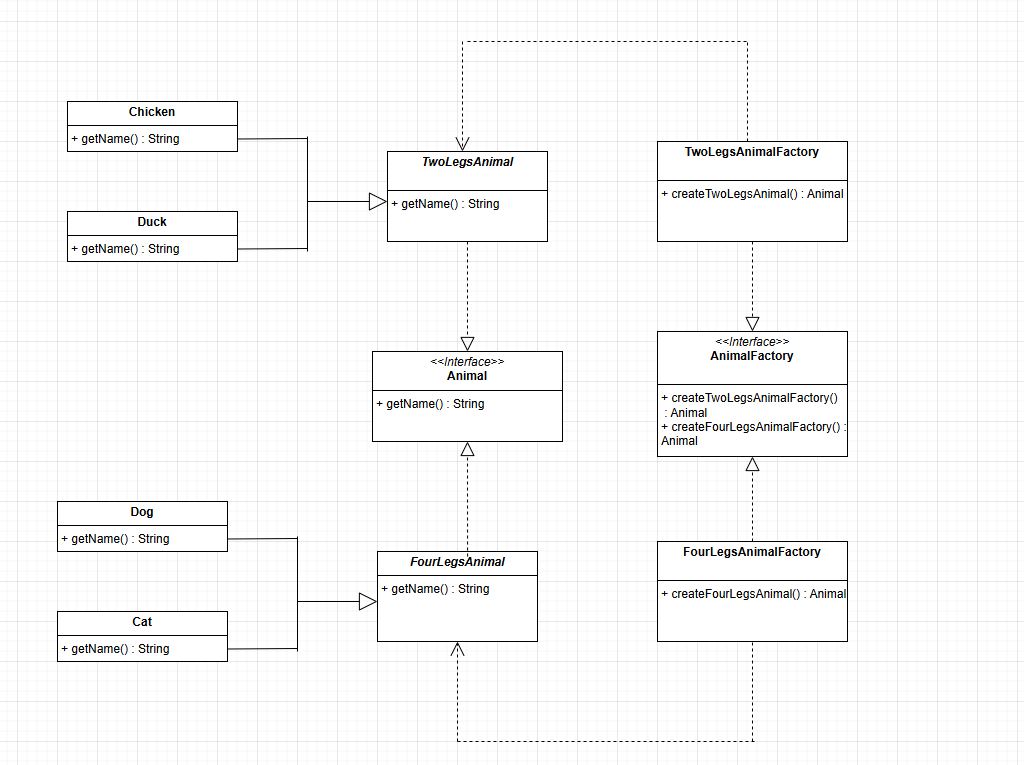 Chicken
+ getName() : String
Duck
+ getName() : String
TwoLegsAnimal
+ getName() : String
TwoLegsAnimalFactory
+ createTwoLegsAnimal() : Animal
<<Interface>>
Animal
+ getName() : String
<<Interface>>
AnimalFactory
+ createTwoLegsAnimalFactory()
: Animal
+ createFourLegsAnimalFactory() :
Animal
Dog
+ getName() : String
Cat
+ getName() : String
FourLegsAnimal
+ getName() : String
FourLegsAnimalFactory
+ createFourLegsAnimal() : Animal